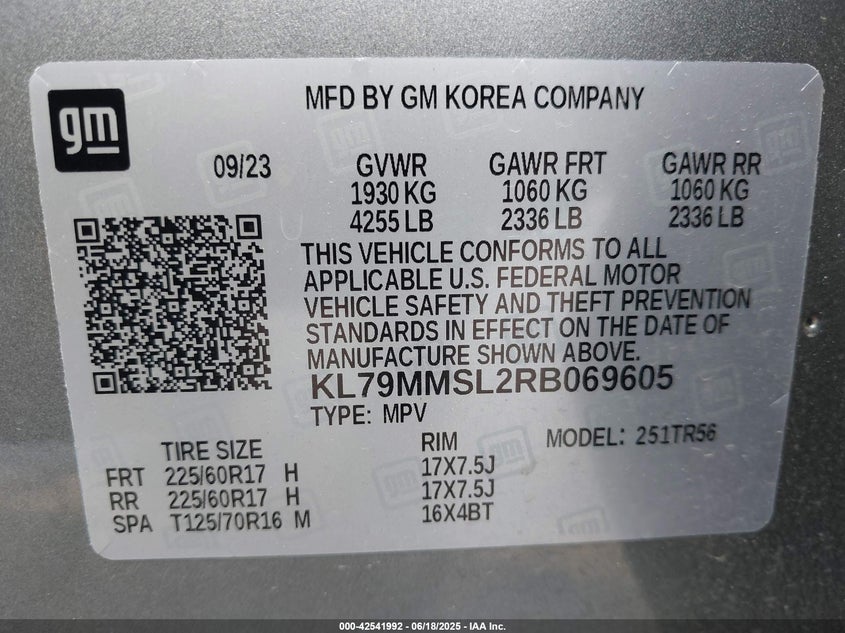 gm
MFD BY GM KOREA COMPANY
09/23 GVWR GAWR FRT GAWR RR
1930 KG 1060 KG 1060 KG
4255 LB 2336 LB 2336 LB
THIS VEHICLE CONFORMS TO ALL
APPLICABLE U.S. FEDERAL MOTOR
VEHICLE SAFETY AND THEFT PREVENTION
STANDARDS IN EFFECT ON THE DATE OF
MANUFACTURE SHOWN ABOVE.
KL79MMSL2RB069605
TYPE: MPV
TIRE SIZE RIM MODEL: 251TR56
FRT 225/60R17 H 17X7.5J
RR 225/60R17 H 17X7.5J
SPA T125/70R16 M 16X4BT
000-42541992 - 06/18/2025 - IAA Inc.